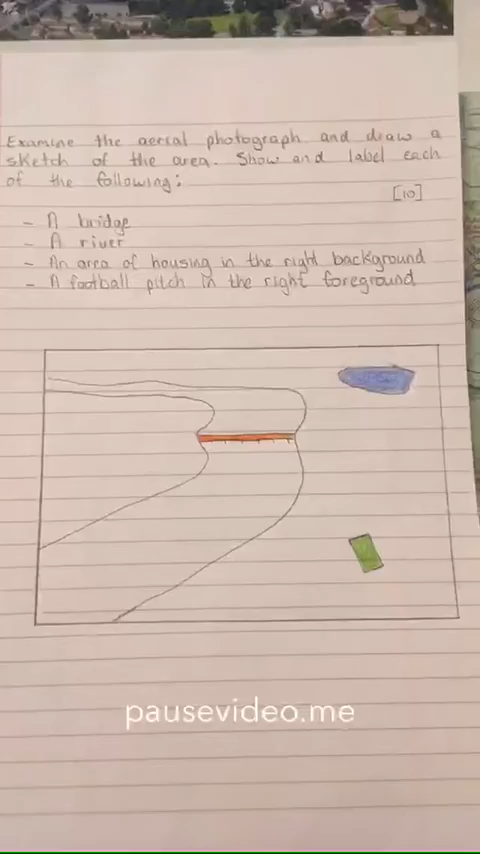 Examine the aerial photograph and draw a
sketch of the area. Show and label each
of the following:
[10]
- A bridge
- A river
- An area of housing in the right background
- A football pitch in the right foreground
pausevideo.me